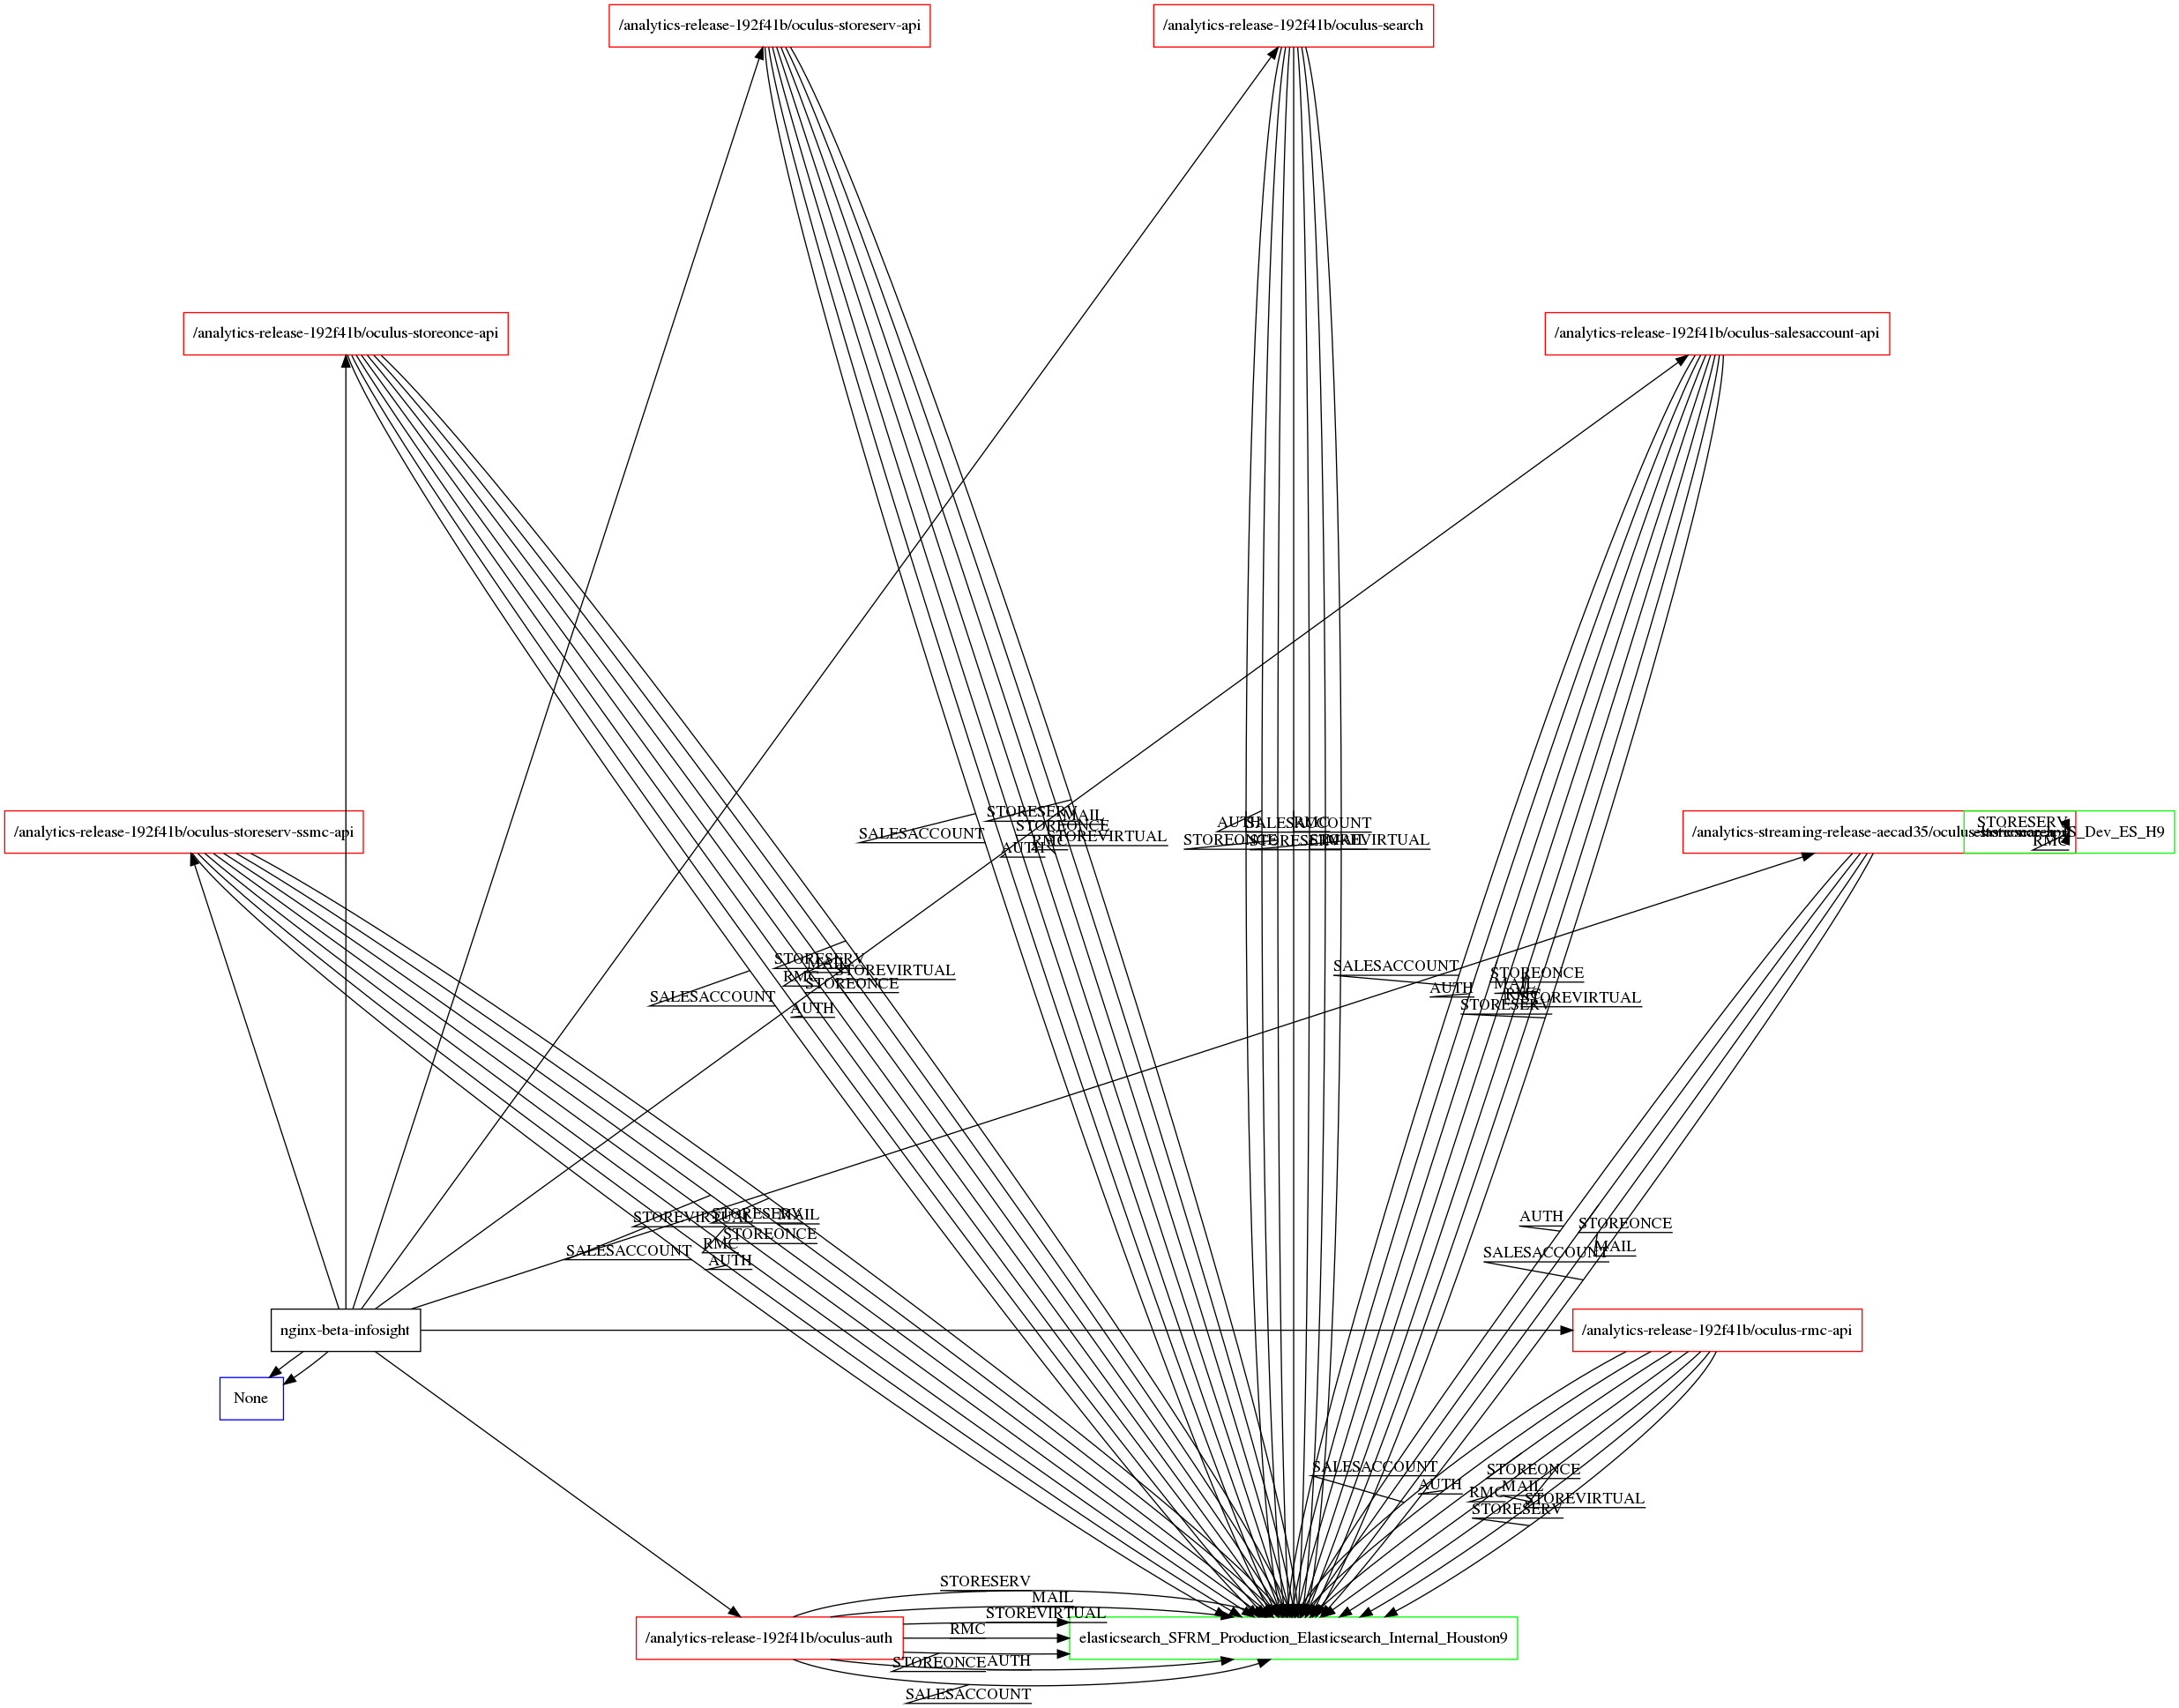 /analytics-release-192f41b/oculus-storeserv-api
/analytics-release-192f41b/oculus-search
/analytics-release-192f41b/oculus-storeonce-api
/analytics-release-192f41b/oculus-salesaccount-api
/analytics-release-192f41b/oculus-storeserv-ssmc-api
STORESERV
MAIL
STOREONCE
SALESACCOUNT
STOREVIRTUAL
RMC
AUTH
AUTH
SALESACCOUNT
RMC
STOREONCE
STORESERV
MAIL
STOREVIRTUAL
/analytics-streaming-release-aecad35/oculus-
_Dev_ES_H9
STORESERV
RMC
STORESERV
MAIL
STOREVIRTUAL
RMC
STOREONCE
SALESACCOUNT
AUTH
SALESACCOUNT
STOREONCE
MAIL
AUTH
RMC
STOREVIRTUAL
STORESERV
STOREVIRTUAL
STORESERV
MAIL
STOREONCE
RMC
SALESACCOUNT
AUTH
AUTH
STOREONCE
SALESACCOUNT
MAIL
nginx-beta-infosight
/analytics-release-192f41b/oculus-rmc-api
None
SALESACCOUNT
STOREONCE
AUTH
MAIL
RMC
STOREVIRTUAL
STORESERV
STORESERV
MAIL
STOREVIRTUAL
RMC
/analytics-release-192f41b/oculus-auth
elasticsearch_SFRM_Production_Elasticsearch_Internal_Houston9
STOREONCE
AUTH
SALESACCOUNT